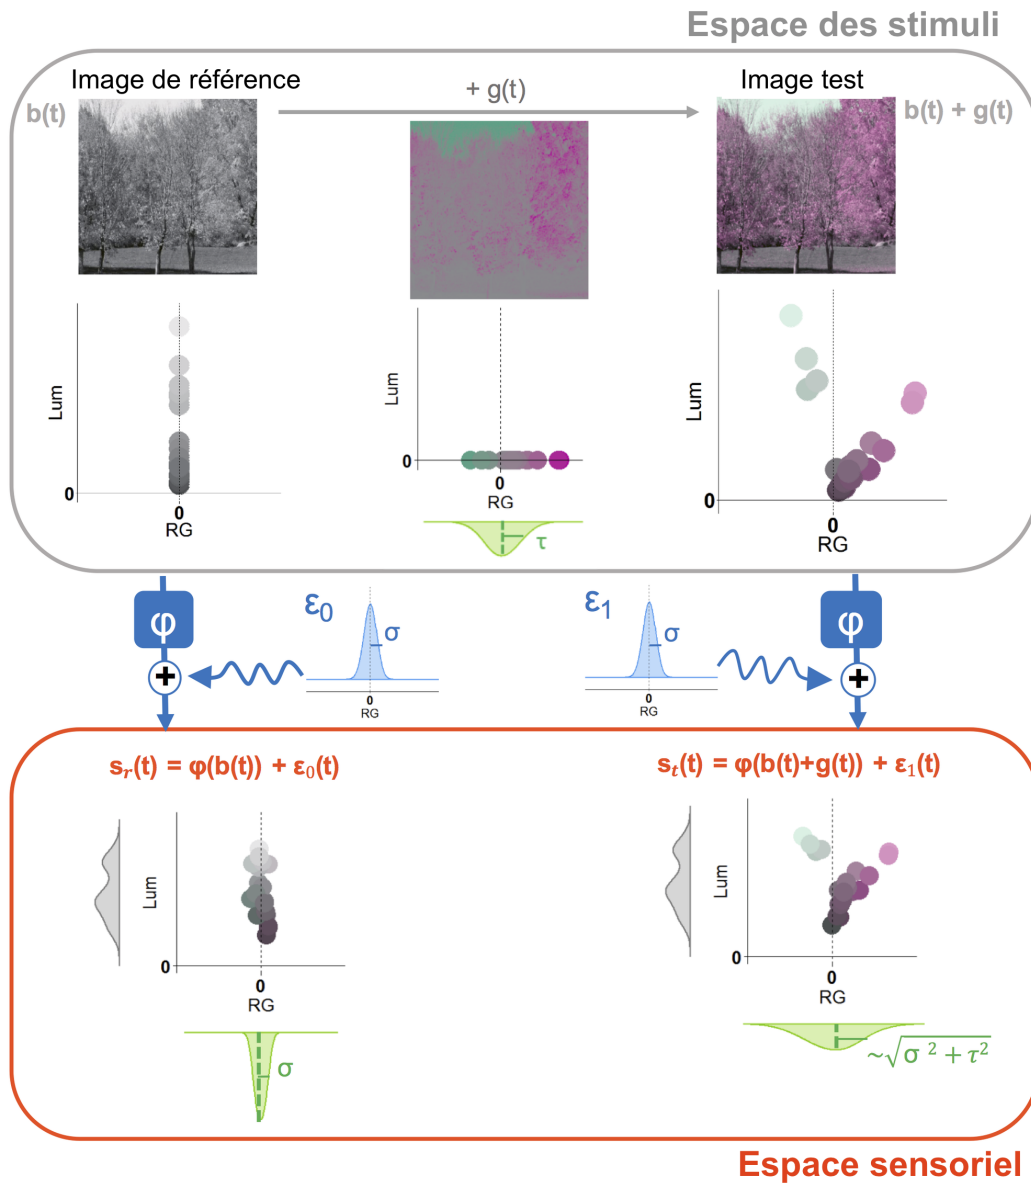 Espace des stimuli
Image de référence
+ g(t)
Image test
b(t)
b(t) + g(t)
Lum
0
0
RG
Lum
0
0
RG
τ
Lum
0
0
RG
φ
ε0
σ
0
RG
ε1
σ
0
RG
φ
+
+
sr(t) = φ(b(t)) + ε0(t)
st(t) = φ(b(t)+g(t)) + ε1(t)
Lum
0
0
RG
σ
Lum
0
0
RG
~√σ² + τ²
Espace sensoriel